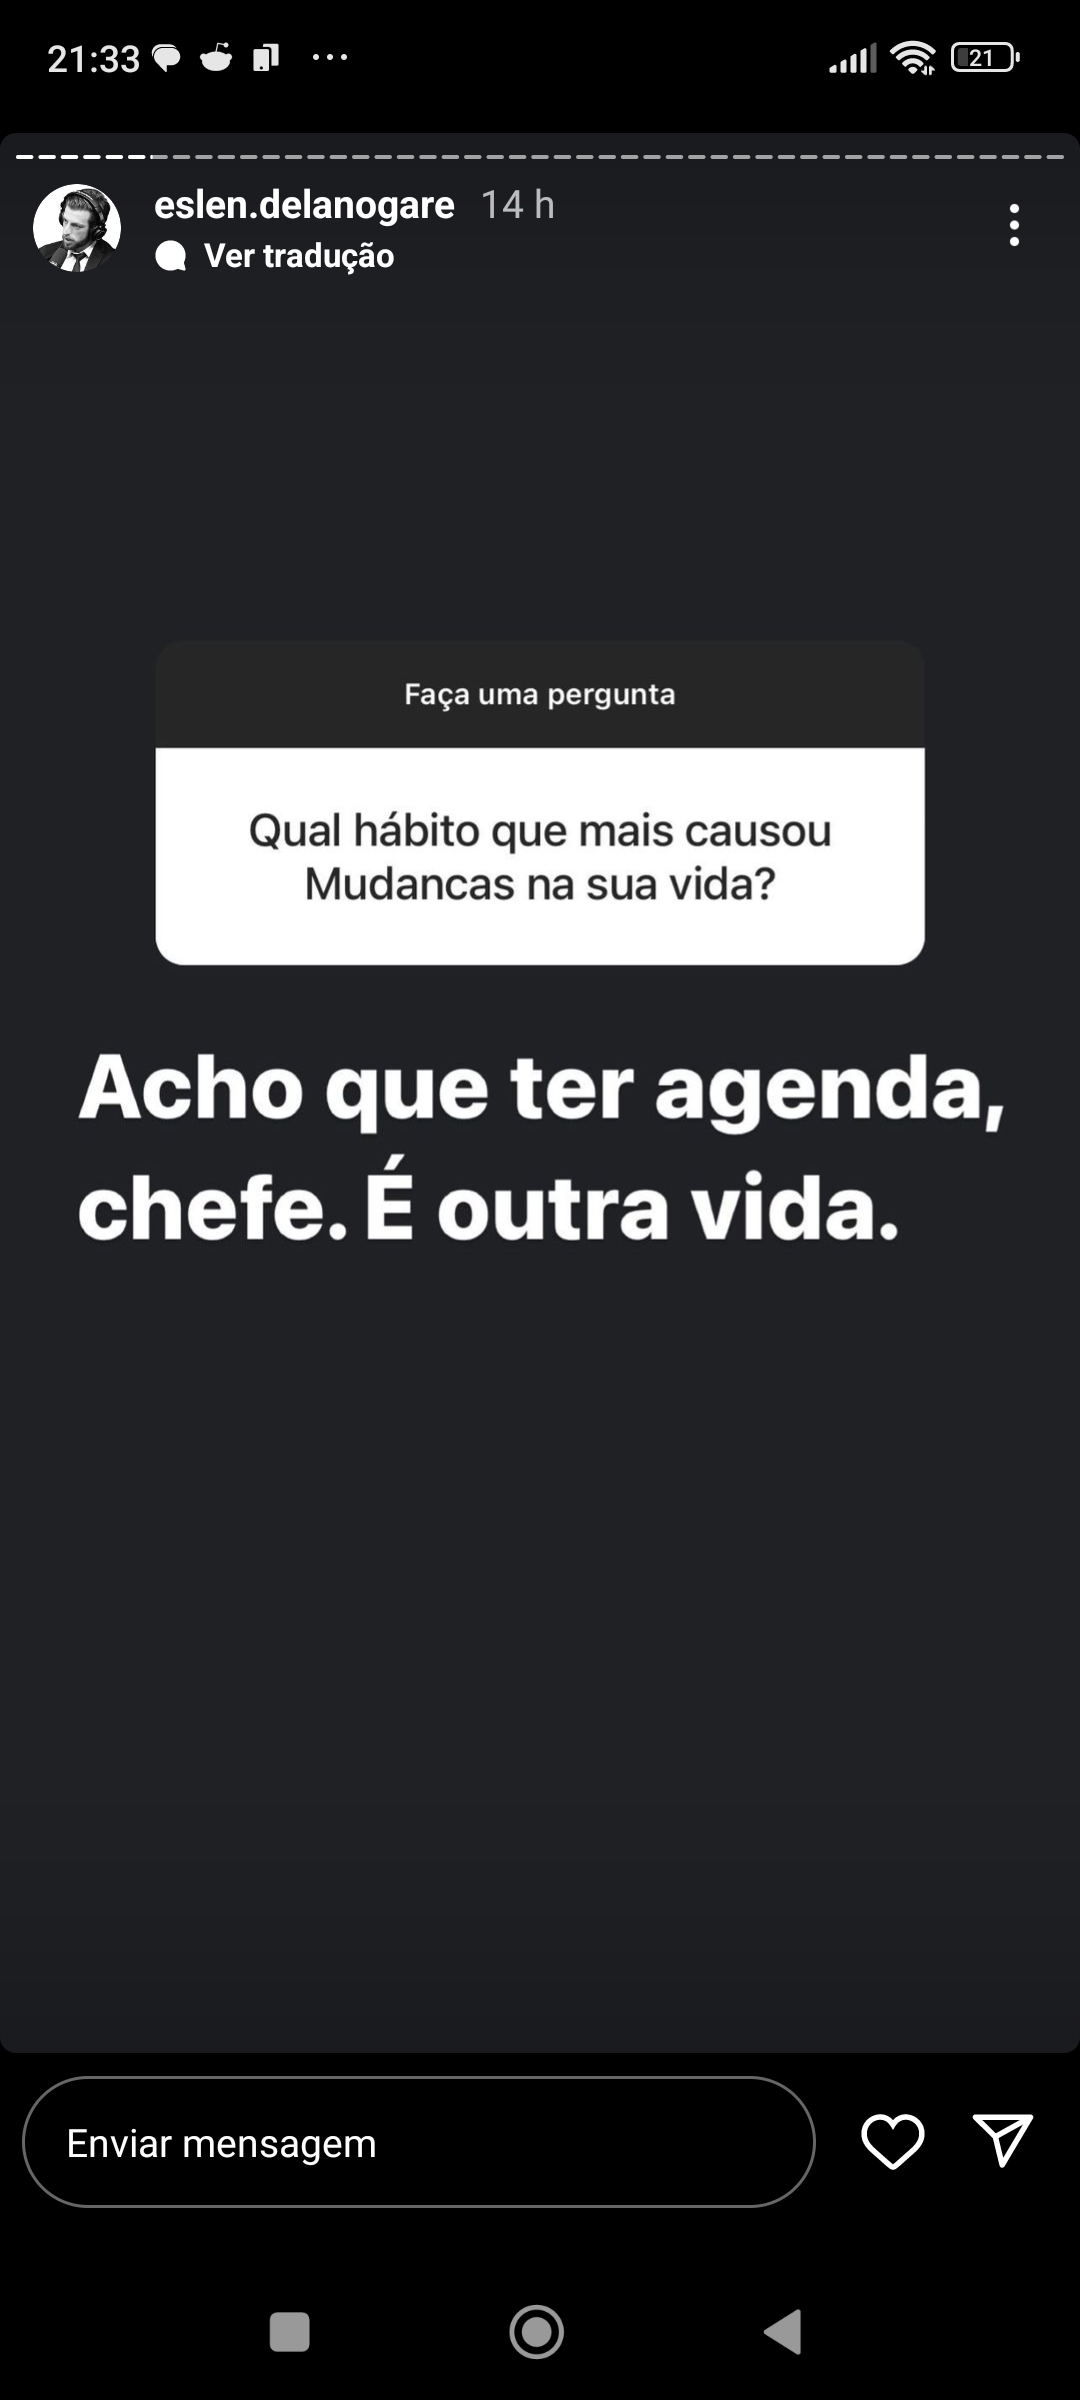 21:33
21
eslen.delanogare 14 h
Ver tradução
Faça uma pergunta
Qual hábito que mais causou
Mudancas na sua vida?
Acho que ter agenda,
chefe. É outra vida.
Enviar mensagem